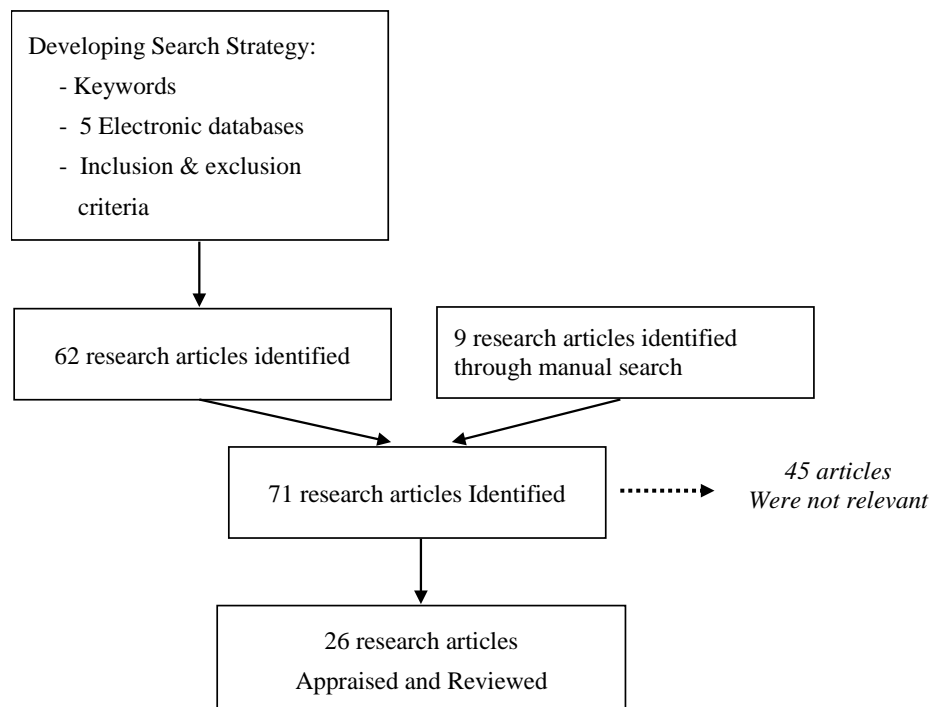 Developing Search Strategy:
- Keywords
- 5 Electronic databases
- Inclusion & exclusion
criteria
62 research articles identified
9 research articles identified
through manual search
71 research articles Identified
45 articles
Were not relevant
26 research articles
Appraised and Reviewed